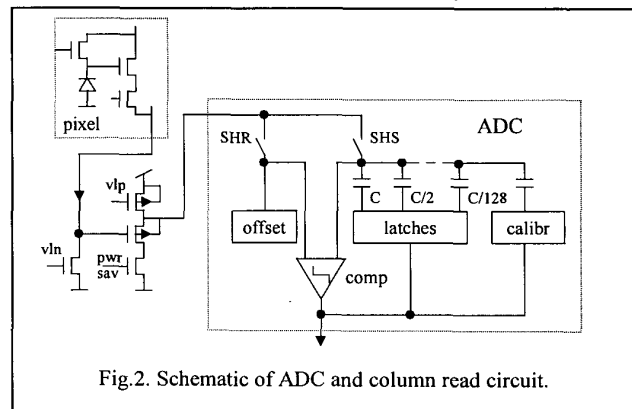 pixel
ADC
SHR
SHS
vlp
C
C/2
C/128
offset
latches
calibr
vln
pwr
sav
comp
Fig.2. Schematic of ADC and column read circuit.